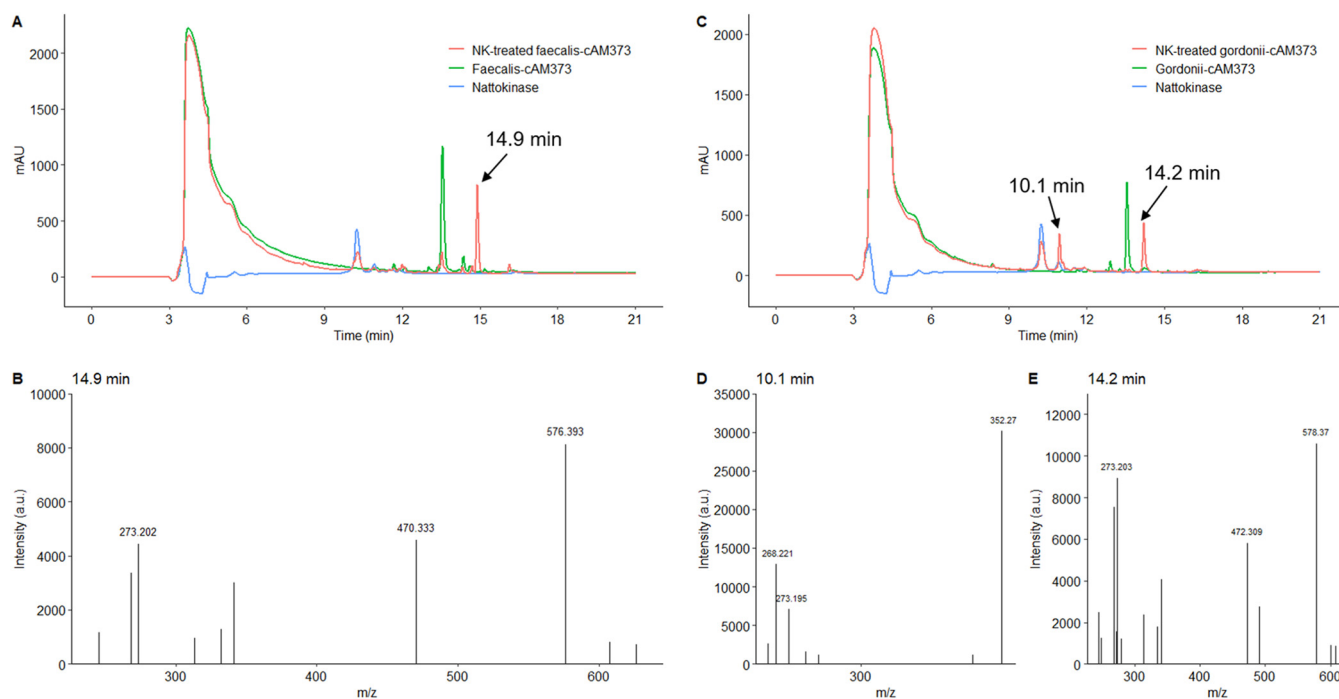 A
NK-treated faecalis-cAM373
Faecalis-cAM373
Nattokinase
14.9 min
mAU
2000
1500
1000
500
0
0 3 6 9 12 15 18 21
Time (min)
C
NK-treated gordonii-cAM373
Gordonii-cAM373
Nattokinase
10.1 min
14.2 min
mAU
2000
1500
1000
500
0
0 3 6 9 12 15 18 21
Time (min)
B 14.9 min
Intensity (a.u.)
10000
8000
6000
4000
2000
0
273.202
470.333
576.393
300 400 500 600
m/z
D 10.1 min
Intensity (a.u.)
35000
30000
25000
20000
15000
10000
5000
0
268.221
273.195
352.27
300
m/z
E 14.2 min
Intensity (a.u.)
12000
10000
8000
6000
4000
2000
0
273.203
472.309
578.37
300 400 500 600
m/z